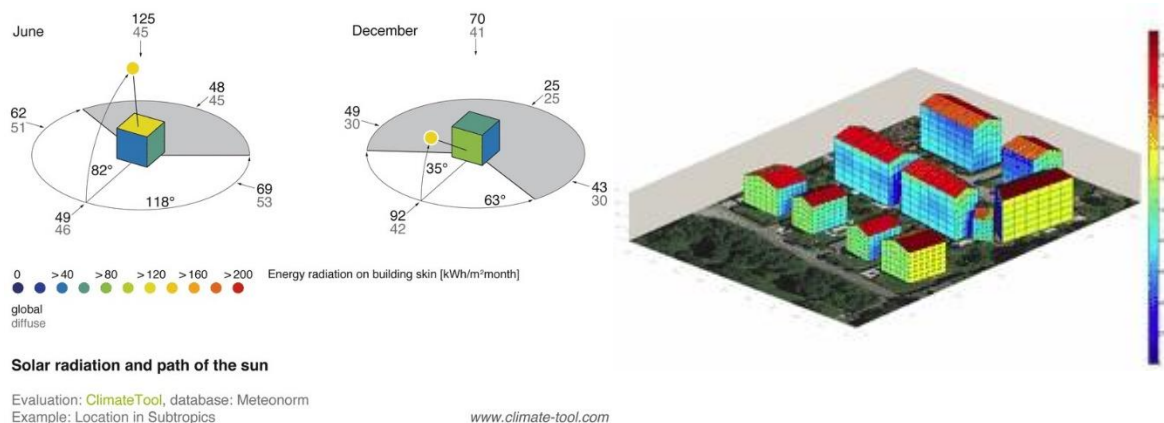 June
125
45
48
45
62
51
82°
118°
69
53
49
46
December
70
41
25
25
49
30
35°
63°
43
30
92
42
0 >40 >80 >120 >160 >200 Energy radiation on building skin [kWh/m²month]
global
diffuse
Solar radiation and path of the sun
Evaluation: ClimateTool, database: Meteonorm
Example: Location in Subtropics
www.climate-tool.com